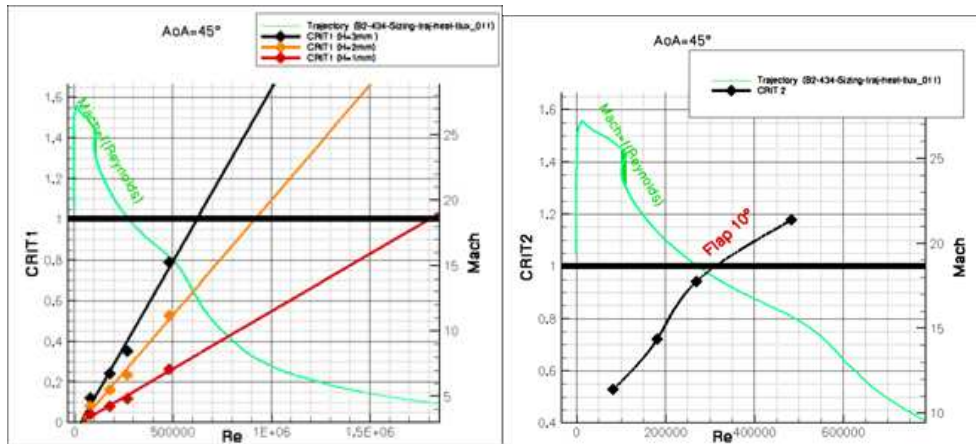 AoA=45°
Trajectory (B2-434-Sizing-traj-heat-flux_011)
CRIT1 (H=3mm)
CRIT1 (H=2mm)
CRIT1 (H=1mm)
Mach=f(Reynolds)
1,6
1,4
1,2
1
0,8
0,6
0,4
0,2
0
CRIT1
25
20
15
10
5
Mach
0
500000
Re
1E+06
1,5E+06
AoA=45°
Trajectory (B2-434-Sizing-traj-heat-flux_011)
CRIT 2
Mach=f(Reynolds)
Flap 10°
1.6
1.4
1.2
1
0.8
0.6
0.4
CRIT2
25
20
15
10
Mach
0
200000
400000
Re
600000